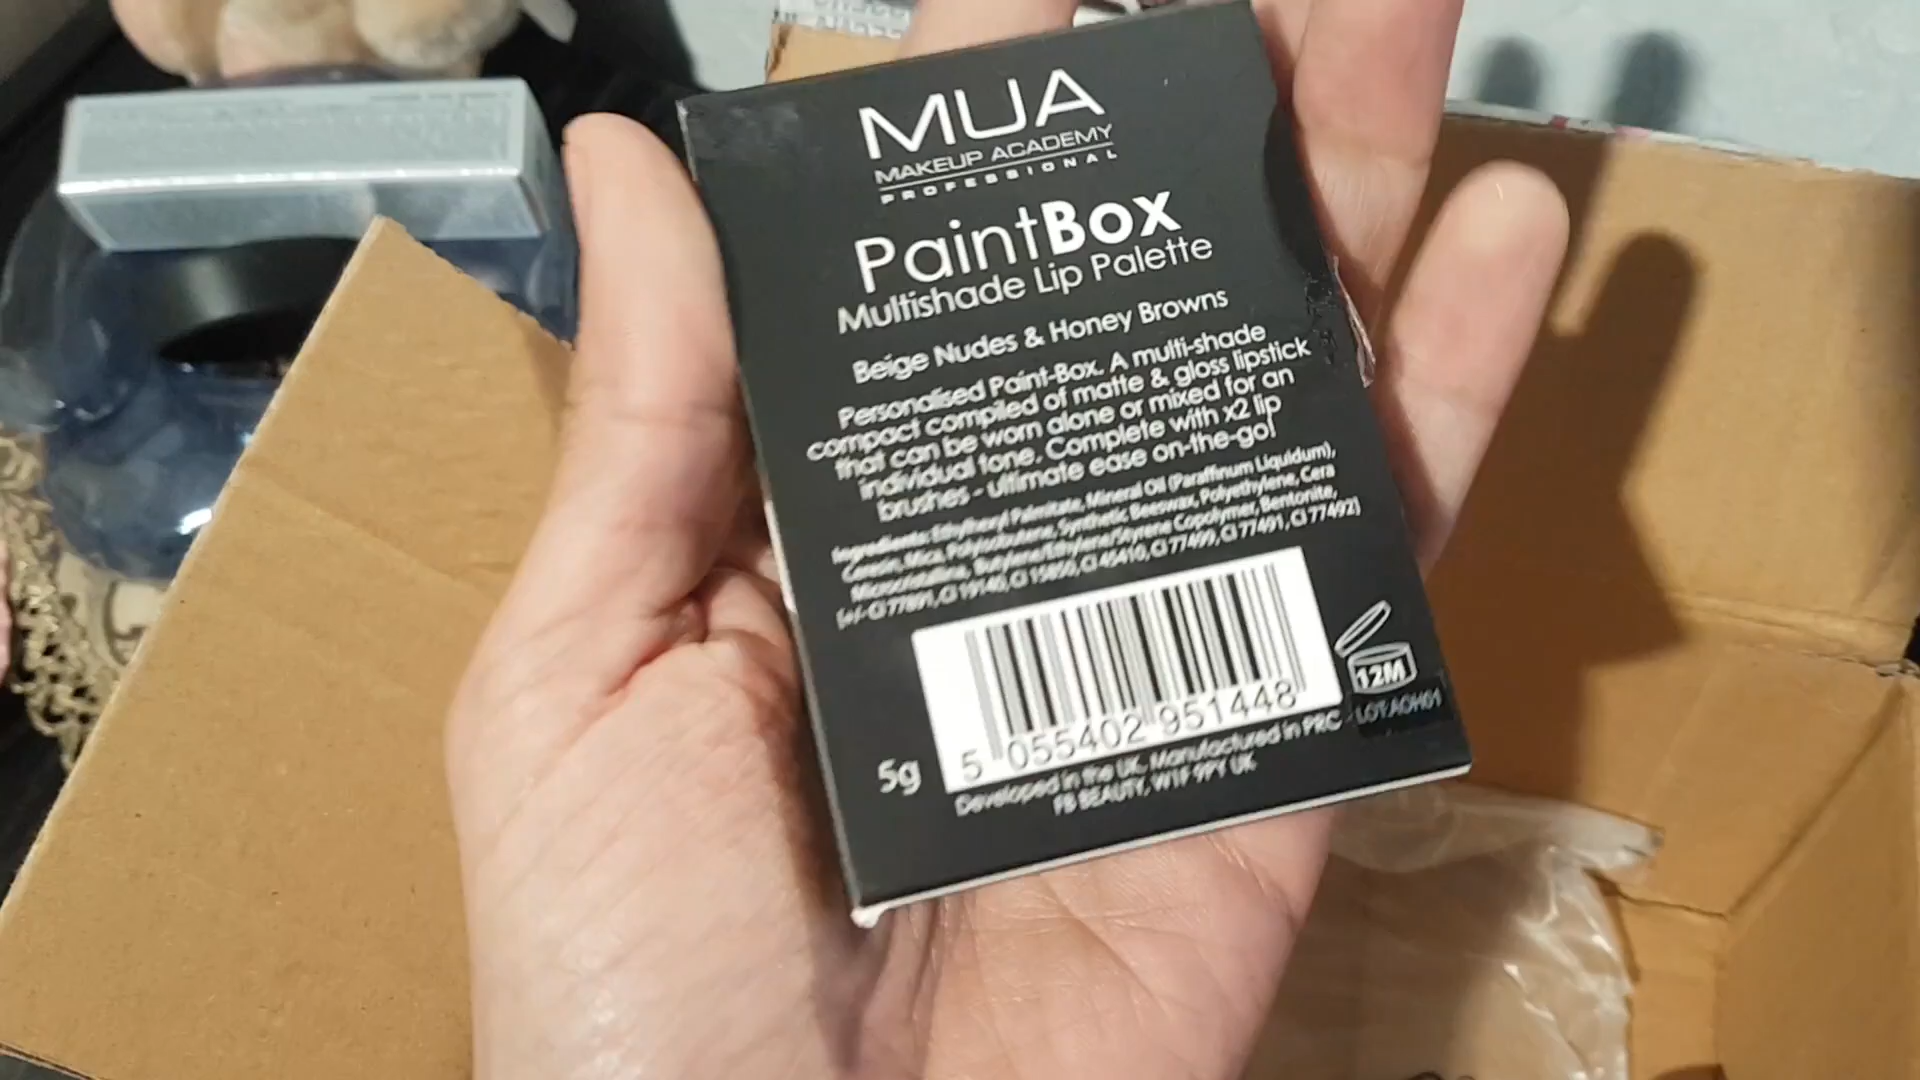 MUA
MAKEUP ACADEMY
PROFESSIONAL
PaintBox
Multishade Lip Palette
Beige Nudes & Honey Browns
Personalised Paint-Box. A multi-shade
compact compiled of matte & gloss lipstick
that can be worn alone or mixed for an
individual tone. Complete with x2 lip
brushes - ultimate ease on-the-go!
Ingredients: Ethylhexyl Palmitate, Mineral Oil (Paraffinum Liquidum),
Ceresin, Mica, Polyisobutene, Synthetic Beeswax, Polyethylene, Cera
Microcristallina, Butylene/Ethylene/Styrene Copolymer, Bentonite,
(+/- CI 77891, CI 19140, CI 15850, CI 45410, CI 77499, CI 77491, CI 77492)
12M
5 055402 951448
5g
Developed in the UK. Manufactured in PRC - LOT:AOH01
FB BEAUTY, W1F 9PY UK